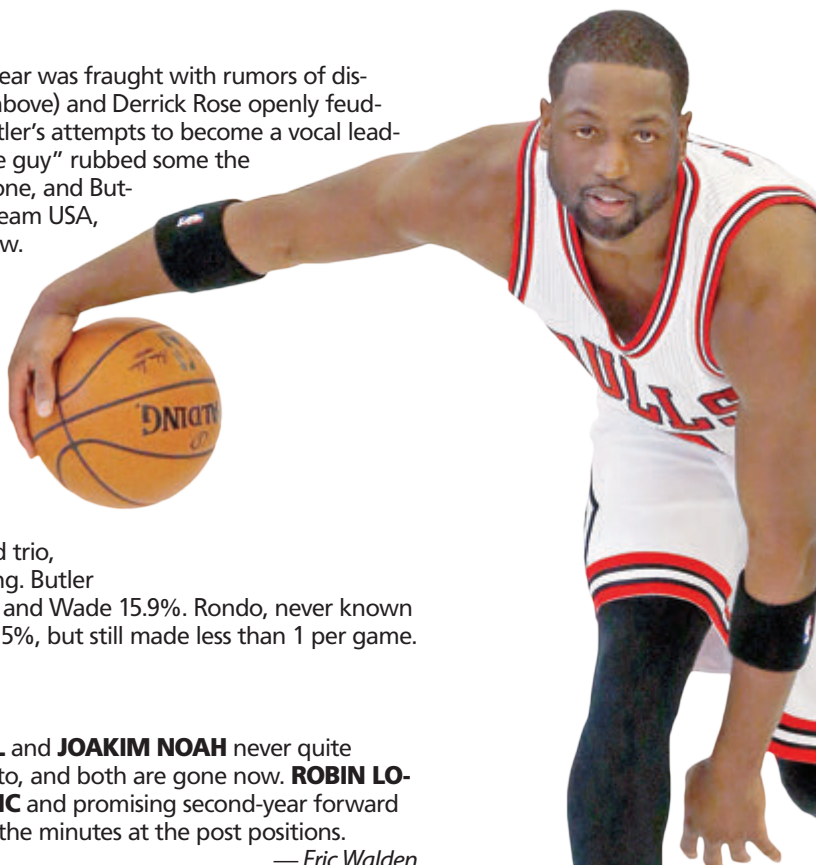 ear was fraught with rumors of dis-
above) and Derrick Rose openly feud-
tler's attempts to become a vocal lead-
e guy” rubbed some the
one, and But-
eam USA,
w.
ALDING
ULLS
d trio,
ng. Butler
and Wade 15.9%. Rondo, never known
5%, but still made less than 1 per game.
L and JOAKIM NOAH never quite
to, and both are gone now. ROBIN LO-
IC and promising second-year forward
the minutes at the post positions.
— Eric Walden